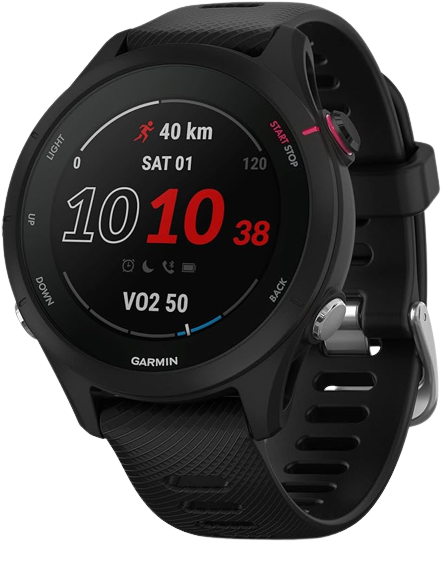 LIGHT
START STOP
40 km
0
SAT 01
120
10 10 38
UP
VO2 50
DOWN
BACK
GARMIN